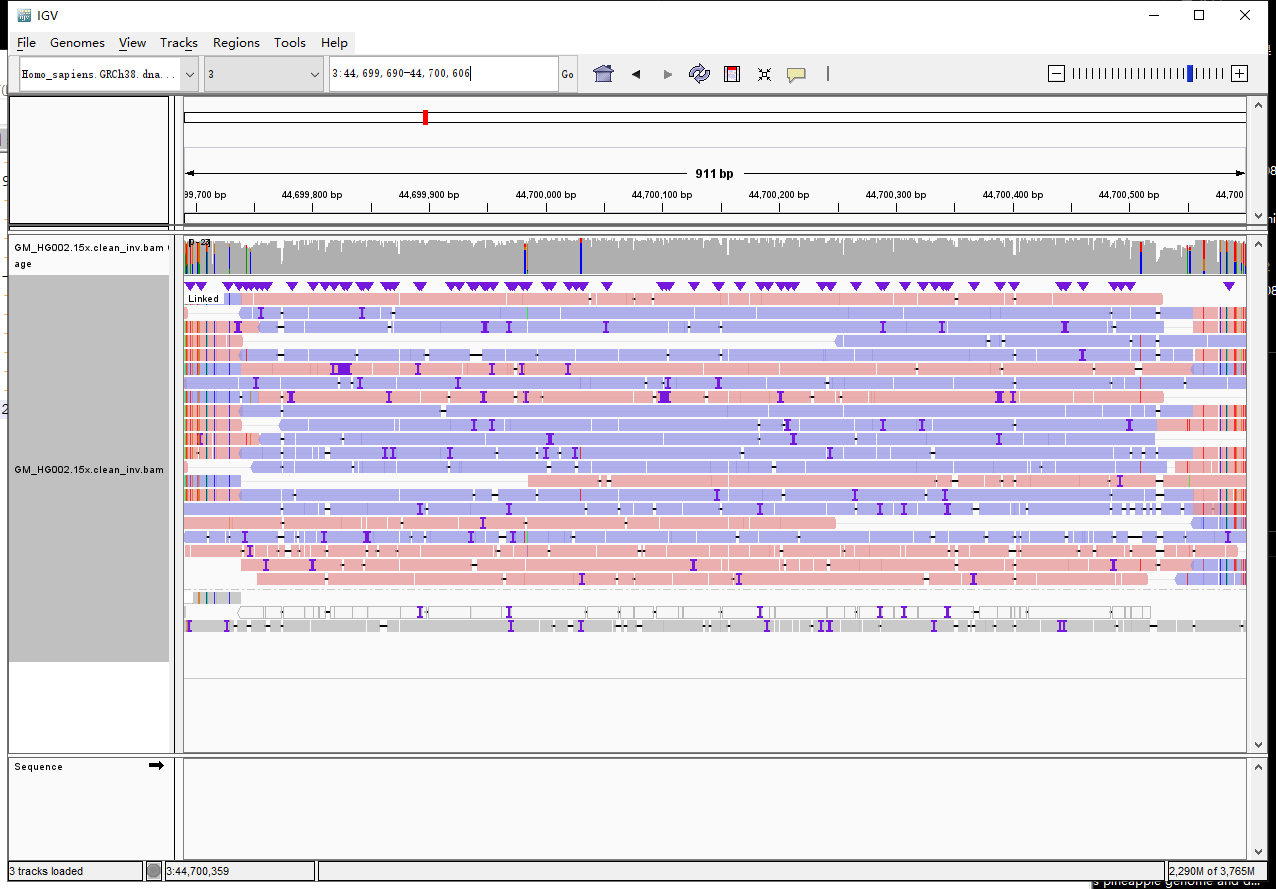 IGV
File Genomes View Tracks Regions Tools Help
Homo_sapiens.GRCh38.dna... 3 3:44,699,690-44,700,606 Go
911 bp
99,700 bp 44,699,800 bp 44,699,900 bp 44,700,000 bp 44,700,100 bp 44,700,200 bp 44,700,300 bp 44,700,400 bp 44,700,500 bp 44,700
GM_HG002.15x.clean_inv.bam
age
Linked
GM_HG002.15x.clean_inv.bam
Sequence
3 tracks loaded 3:44,700,359 2,290M of 3,765M